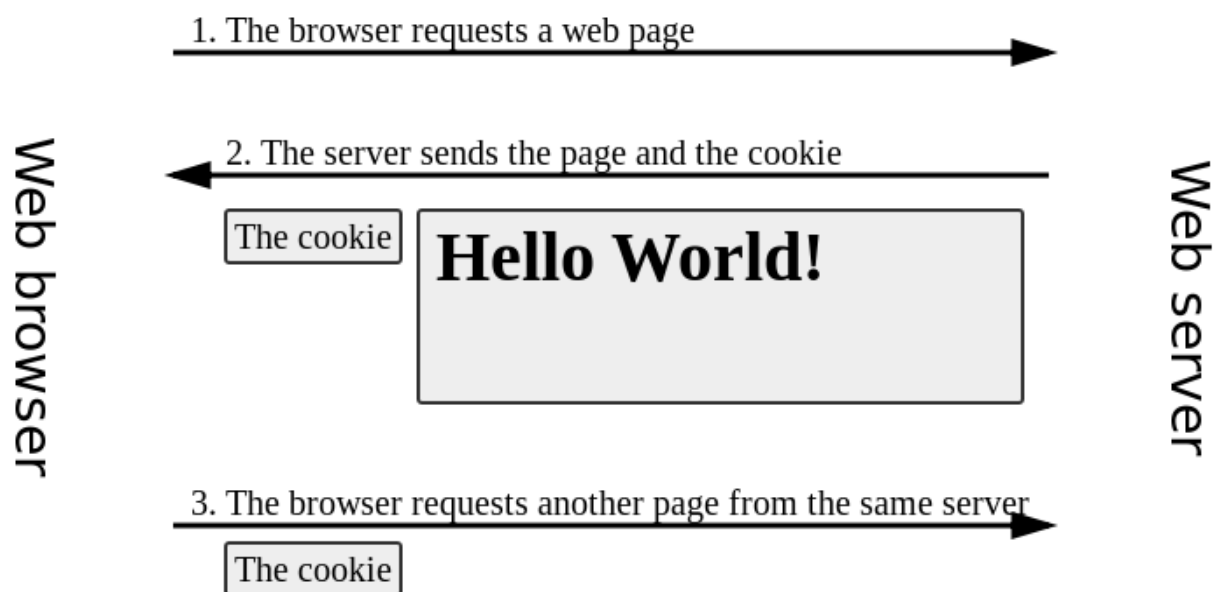 1. The browser requests a web page
2. The server sends the page and the cookie
The cookie
Hello World!
Web browser
Web server
3. The browser requests another page from the same server
The cookie